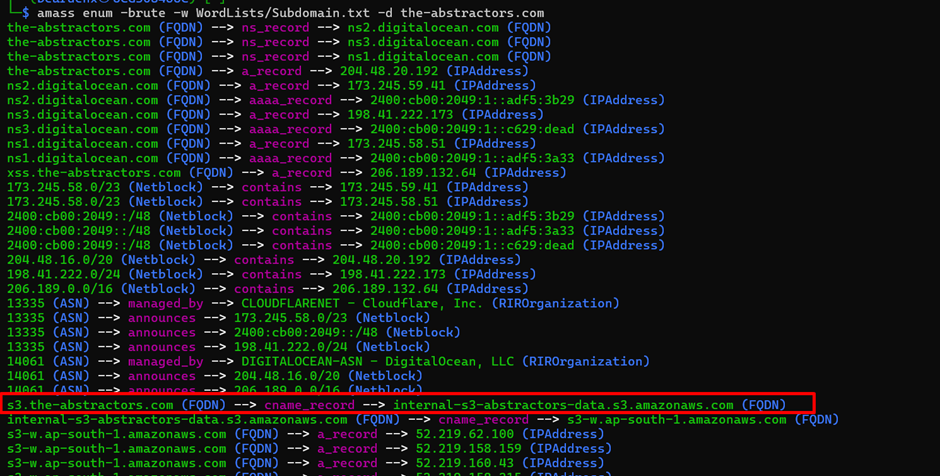 └─$ amass enum -brute -w WordLists/Subdomain.txt -d the-abstractors.com
the-abstractors.com (FQDN) --> ns_record --> ns2.digitalocean.com (FQDN)
the-abstractors.com (FQDN) --> ns_record --> ns3.digitalocean.com (FQDN)
the-abstractors.com (FQDN) --> ns_record --> ns1.digitalocean.com (FQDN)
the-abstractors.com (FQDN) --> a_record --> 204.48.20.192 (IPAddress)
ns2.digitalocean.com (FQDN) --> a_record --> 173.245.59.41 (IPAddress)
ns2.digitalocean.com (FQDN) --> aaaa_record --> 2400:cb00:2049:1::adf5:3b29 (IPAddress)
ns3.digitalocean.com (FQDN) --> a_record --> 198.41.222.173 (IPAddress)
ns3.digitalocean.com (FQDN) --> aaaa_record --> 2400:cb00:2049:1::c629:dead (IPAddress)
ns1.digitalocean.com (FQDN) --> a_record --> 173.245.58.51 (IPAddress)
ns1.digitalocean.com (FQDN) --> aaaa_record --> 2400:cb00:2049:1::adf5:3a33 (IPAddress)
xss.the-abstractors.com (FQDN) --> a_record --> 206.189.132.64 (IPAddress)
173.245.58.0/23 (Netblock) --> contains --> 173.245.59.41 (IPAddress)
173.245.58.0/23 (Netblock) --> contains --> 173.245.58.51 (IPAddress)
2400:cb00:2049::/48 (Netblock) --> contains --> 2400:cb00:2049:1::adf5:3b29 (IPAddress)
2400:cb00:2049::/48 (Netblock) --> contains --> 2400:cb00:2049:1::adf5:3a33 (IPAddress)
2400:cb00:2049::/48 (Netblock) --> contains --> 2400:cb00:2049:1::c629:dead (IPAddress)
204.48.16.0/20 (Netblock) --> contains --> 204.48.20.192 (IPAddress)
198.41.222.0/24 (Netblock) --> contains --> 198.41.222.173 (IPAddress)
206.189.0.0/16 (Netblock) --> contains --> 206.189.132.64 (IPAddress)
13335 (ASN) --> managed_by --> CLOUDFLARENET - Cloudflare, Inc. (RIROrganization)
13335 (ASN) --> announces --> 173.245.58.0/23 (Netblock)
13335 (ASN) --> announces --> 2400:cb00:2049::/48 (Netblock)
13335 (ASN) --> announces --> 198.41.222.0/24 (Netblock)
14061 (ASN) --> managed_by --> DIGITALOCEAN-ASN - DigitalOcean, LLC (RIROrganization)
14061 (ASN) --> announces --> 204.48.16.0/20 (Netblock)
14061 (ASN) --> announces --> 206.189.0.0/16 (Netblock)
s3.the-abstractors.com (FQDN) --> cname_record --> internal-s3-abstractors-data.s3.amazonaws.com (FQDN)
internal-s3-abstractors-data.s3.amazonaws.com (FQDN) --> cname_record --> s3-w.ap-south-1.amazonaws.com (FQDN)
s3-w.ap-south-1.amazonaws.com (FQDN) --> a_record --> 52.219.62.100 (IPAddress)
s3-w.ap-south-1.amazonaws.com (FQDN) --> a_record --> 52.219.158.159 (IPAddress)
s3-w.ap-south-1.amazonaws.com (FQDN) --> a_record --> 52.219.160.43 (IPAddress)